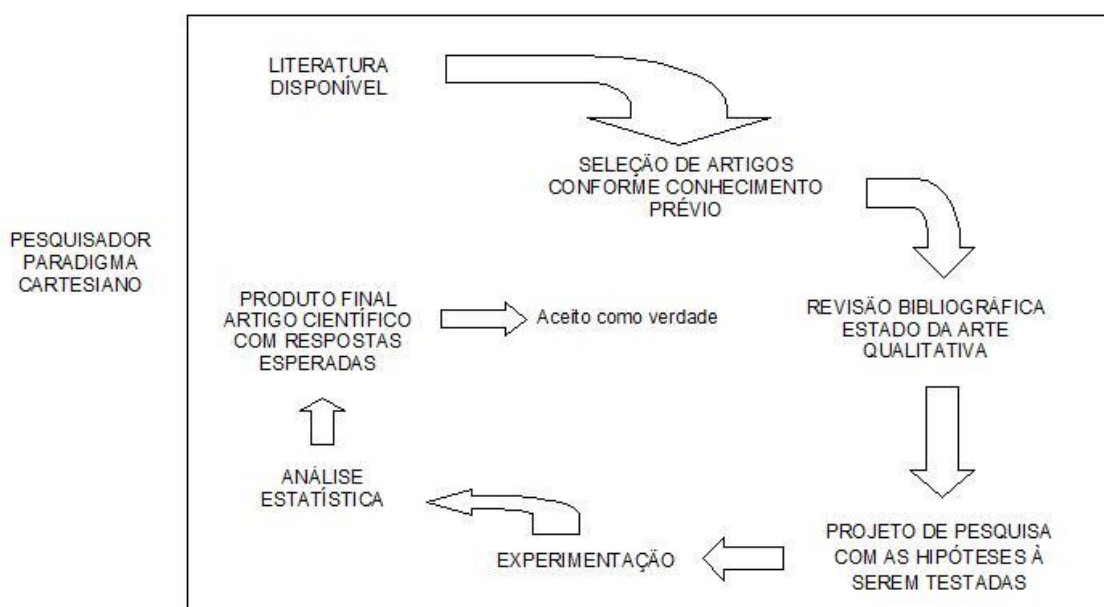 PESQUISADOR
PARADIGMA
CARTESIANO
LITERATURA
DISPONÍVEL
SELEÇÃO DE ARTIGOS
CONFORME CONHECIMENTO
PRÉVIO
REVISÃO BIBLIOGRÁFICA
ESTADO DA ARTE
QUALITATIVA
PROJETO DE PESQUISA
COM AS HIPÓTESES À
SEREM TESTADAS
EXPERIMENTAÇÃO
ANÁLISE
ESTATÍSTICA
PRODUTO FINAL
ARTIGO CIENTÍFICO
COM RESPOSTAS
ESPERADAS
Aceito como verdade